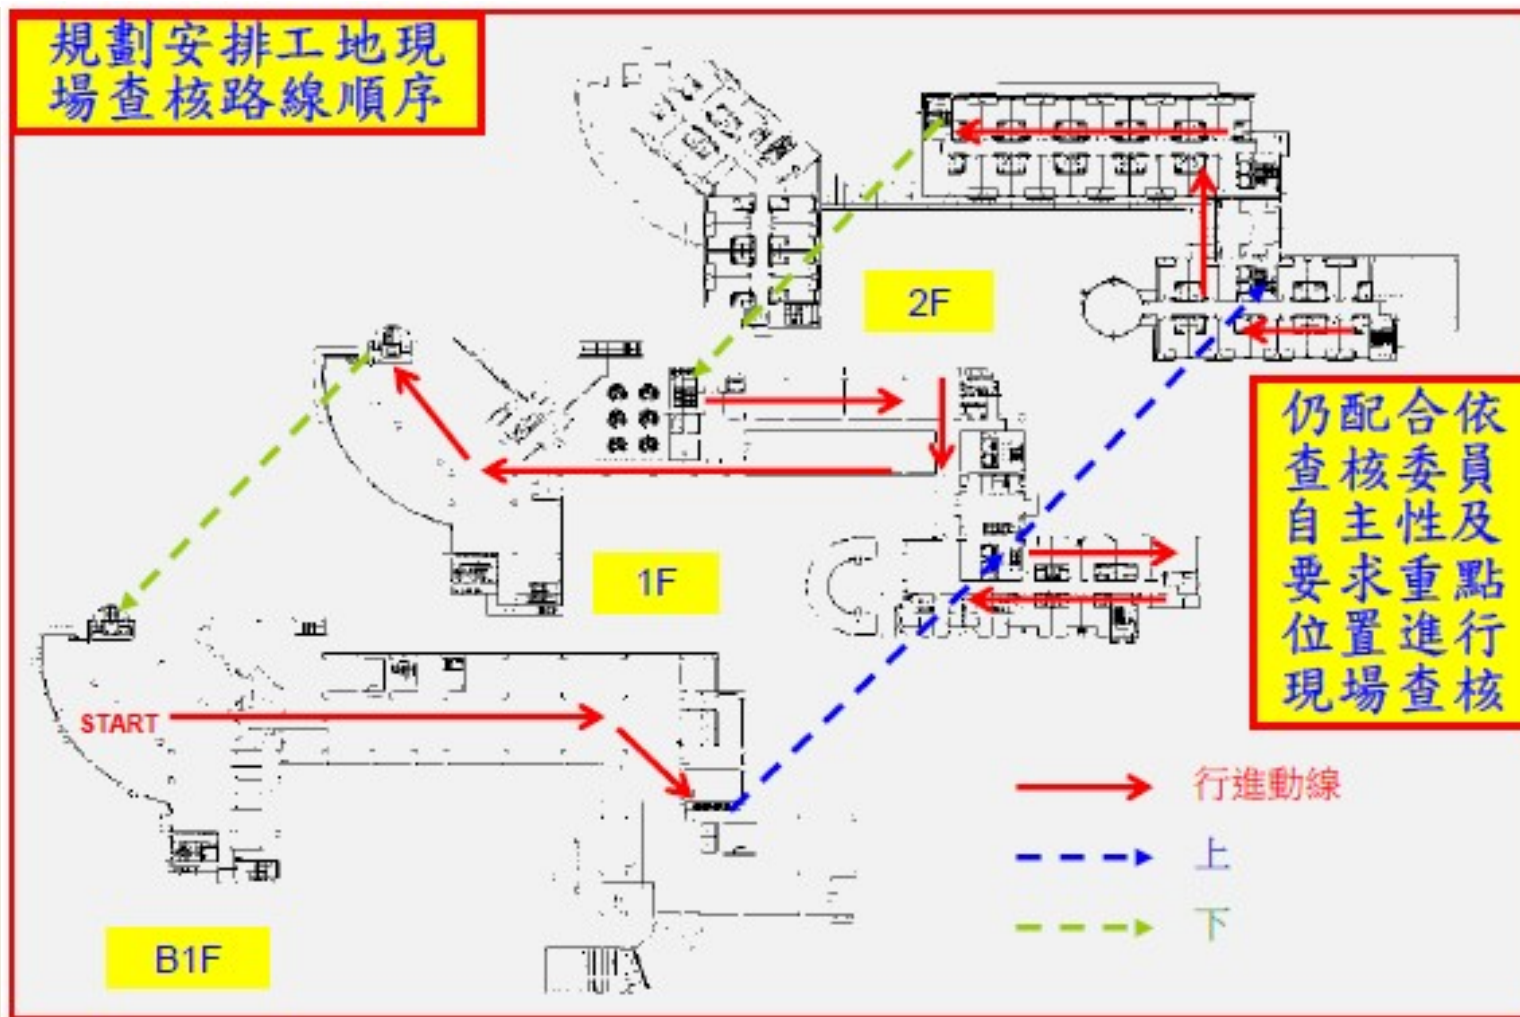 規劃安排工地現
場查核路線順序
2F
仍配合依
查核委員
自主性及
要求重點
位置進行
現場查核
1F
START
行進動線
上
下
B1F